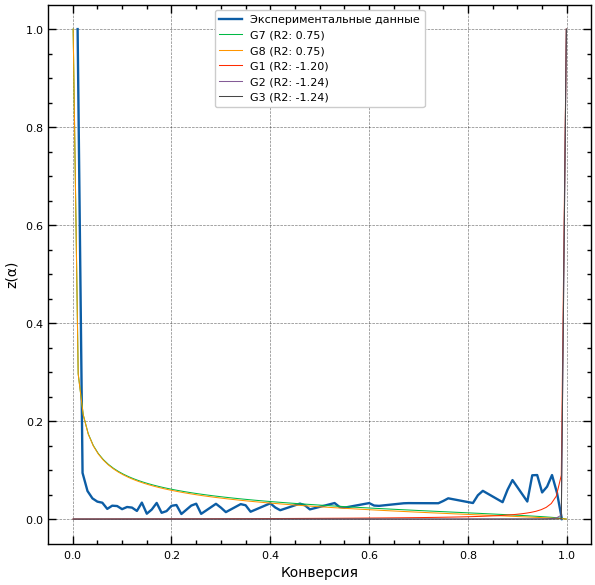 Экспериментальные данные
G7 (R2: 0.75)
G8 (R2: 0.75)
G1 (R2: -1.20)
G2 (R2: -1.24)
G3 (R2: -1.24)
1.0
0.8
0.6
0.4
0.2
0.0
z(α)
0.0 0.2 0.4 0.6 0.8 1.0
Конверсия